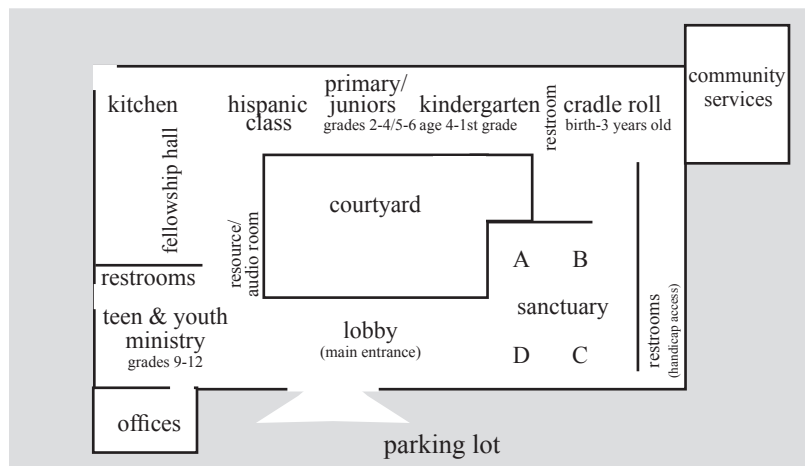 community
services
kitchen
hispanic
class
primary/
juniors
grades 2-4/5-6
kindergarten
age 4-1st grade
restroom
cradle roll
birth-3 years old
fellowship hall
courtyard
resource/
audio room
restrooms
A B
sanctuary
D C
restrooms
(handicap access)
teen & youth
ministry
grades 9-12
lobby
(main entrance)
offices
parking lot